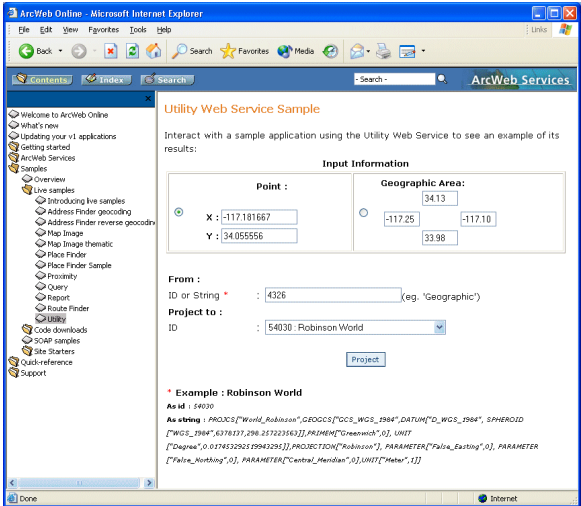 ArcWeb Online - Microsoft Internet Explorer
File Edit View Favorites Tools Help Links
Back Search Favorites Media
Contents Index Search - Search - ArcWeb Services
Welcome to ArcWeb Online
What's new
Updating your v1 applications
Getting started
ArcWeb Services
Samples
Overview
Live samples
Introducing live samples
Address Finder geocoding
Address Finder reverse geocodin
Map Image
Map Image thematic
Place Finder
Place Finder Sample
Proximity
Query
Report
Route Finder
Utility
Code downloads
SOAP samples
Site Starters
Quick-reference
Support
Utility Web Service Sample
Interact with a sample application using the Utility Web Service to see an example of its
results:
Input Information
Point :
X : -117.181667
Y : 34.055556
Geographic Area:
34.13
-117.25 -117.10
33.98
From :
ID or String * : 4326 (eg. 'Geographic')
Project to :
ID : 54030 : Robinson World
Project
* Example : Robinson World
As id : 54030
As string : PROJCS["World_Robinson",GEOGCS["GCS_WGS_1984",DATUM["D_WGS_1984", SPHEROID
["WGS_1984",6378137,298.257223563]],PRIMEM["Greenwich",0], UNIT
["Degree",0.017453292519943295]],PROJECTION["Robinson"], PARAMETER["False_Easting",0], PARAMETER
["False_Northing",0], PARAMETER["Central_Meridian",0],UNIT["Meter",1]]
Done Internet